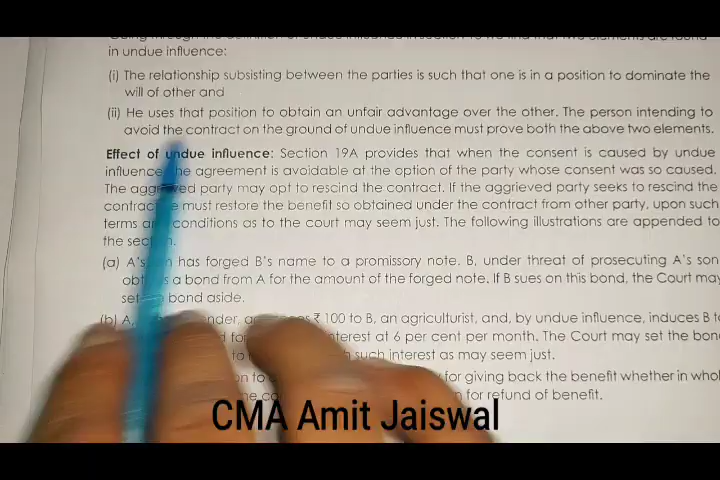 in undue influence:
(i) The relationship subsisting between the parties is such that one is in a position to dominate the
will of other and
(ii) He uses that position to obtain an unfair advantage over the other. The person intending to
avoid the contract on the ground of undue influence must prove both the above two elements.
Effect of undue influence: Section 19A provides that when the consent is caused by undue
influence, the agreement is avoidable at the option of the party whose consent was so caused.
The aggrieved party may opt to rescind the contract. If the aggrieved party seeks to rescind the
contract must restore the benefit so obtained under the contract from other party, upon such
terms and conditions as to the court may seem just. The following illustrations are appended to
the section.
(a) A's has forged B's name to a promissory note. B, under threat of prosecuting A's son
a bond from A for the amount of the forged note. If B sues on this bond, the Court may
set bond aside.
(b) A, ₹ 100 to B, an agriculturist, and, by undue influence, induces B to
interest at 6 per cent per month. The Court may set the bond
such interest as may seem just.
for giving back the benefit whether in whole
for refund of benefit.
CMA Amit Jaiswal